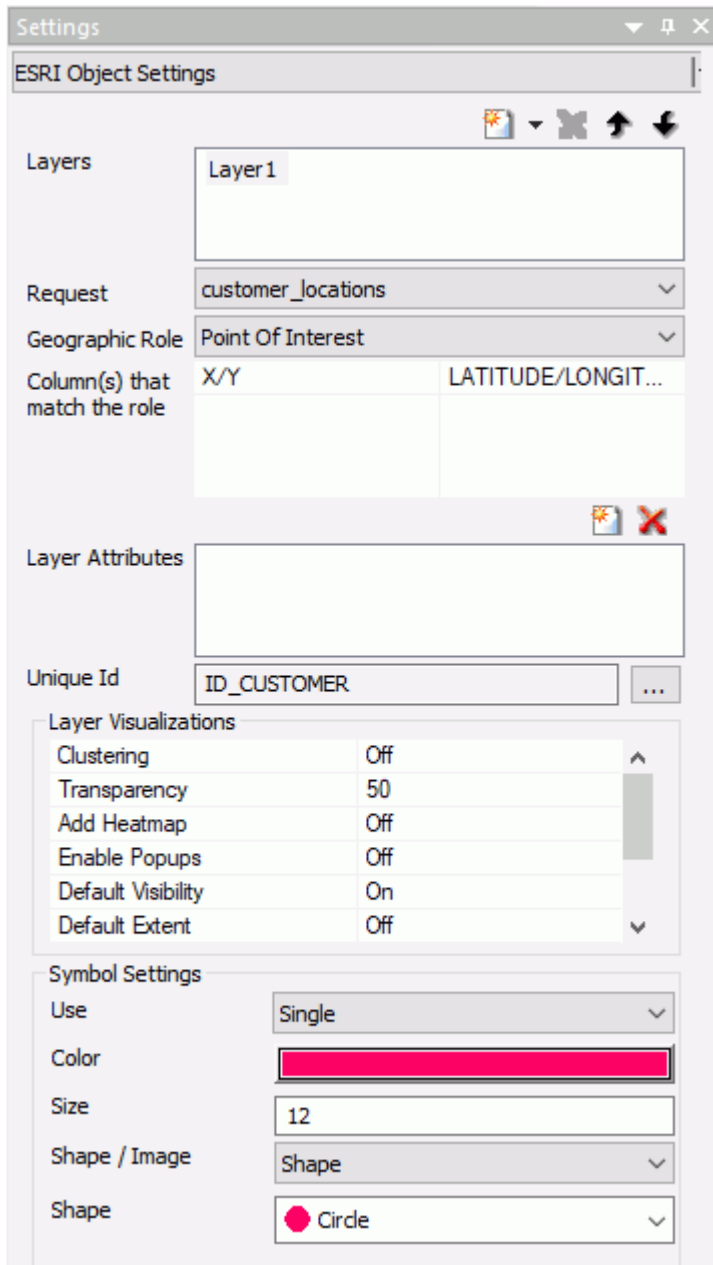 Settings
ESRI Object Settings
Layers
Layer1
Request
customer_locations
Geographic Role
Point Of Interest
Column(s) that
match the role
X/Y
LATITUDE/LONGIT...
Layer Attributes
Unique Id
ID_CUSTOMER
...
Layer Visualizations
Clustering Off
Transparency 50
Add Heatmap Off
Enable Popups Off
Default Visibility On
Default Extent Off
Symbol Settings
Use Single
Color
Size 12
Shape / Image Shape
Shape Circle